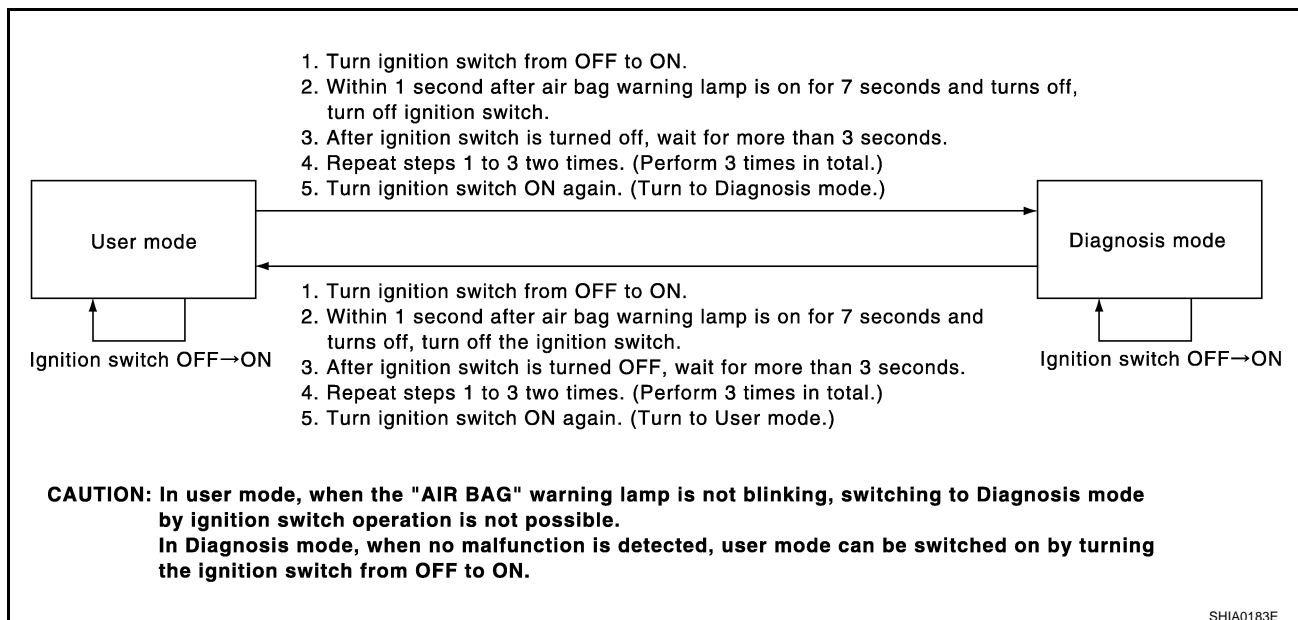 1. Turn ignition switch from OFF to ON.
2. Within 1 second after air bag warning lamp is on for 7 seconds and turns off,
turn off ignition switch.
3. After ignition switch is turned off, wait for more than 3 seconds.
4. Repeat steps 1 to 3 two times. (Perform 3 times in total.)
5. Turn ignition switch ON again. (Turn to Diagnosis mode.)
User mode
Diagnosis mode
1. Turn ignition switch from OFF to ON.
2. Within 1 second after air bag warning lamp is on for 7 seconds and
turns off, turn off the ignition switch.
3. After ignition switch is turned OFF, wait for more than 3 seconds.
4. Repeat steps 1 to 3 two times. (Perform 3 times in total.)
5. Turn ignition switch ON again. (Turn to User mode.)
Ignition switch OFF→ON
Ignition switch OFF→ON
CAUTION: In user mode, when the "AIR BAG" warning lamp is not blinking, switching to Diagnosis mode
by ignition switch operation is not possible.
In Diagnosis mode, when no malfunction is detected, user mode can be switched on by turning
the ignition switch from OFF to ON.
SHIA0183E